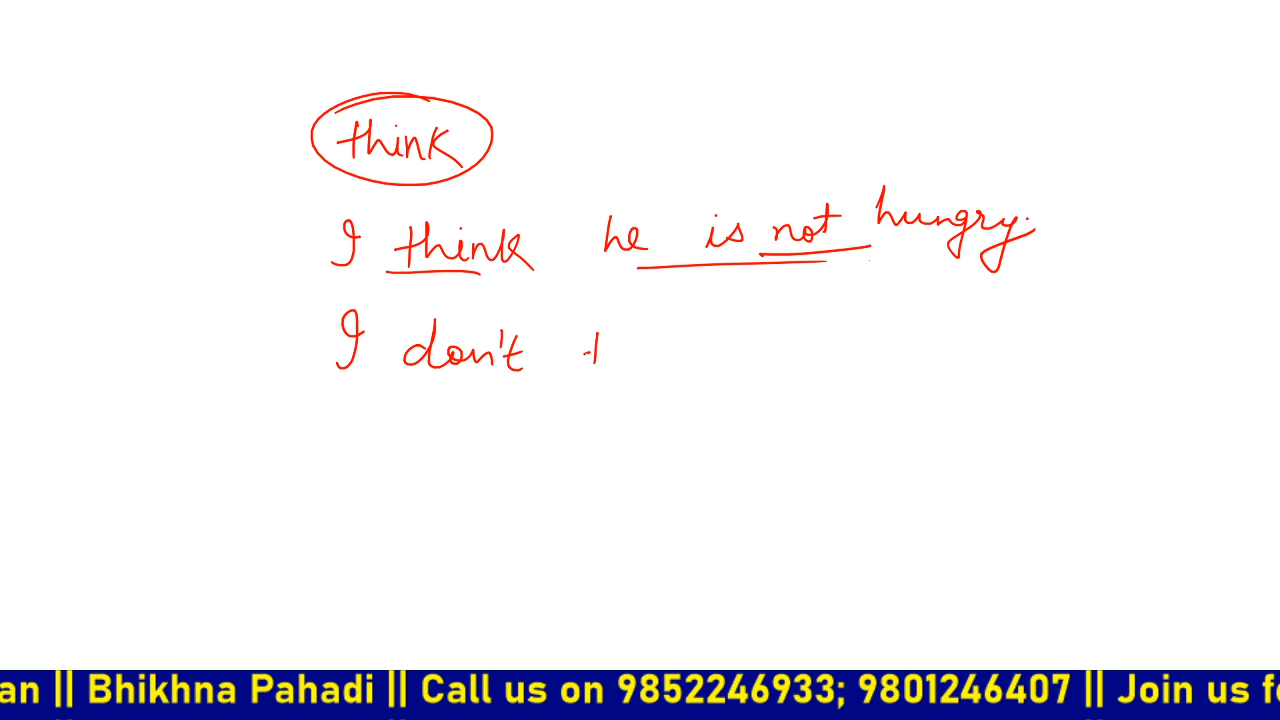 think
I think he is not hungry.
I don't t
an || Bhikhna Pahadi || Call us on 9852246933; 9801246407 || Join us fo